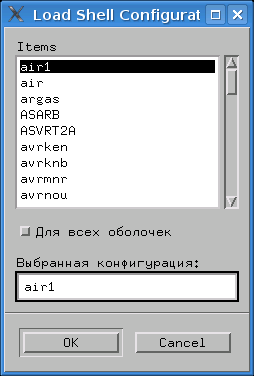 Load Shell Configurat
Items
air1
air
argas
ASARB
ASVRT2A
avrken
avrknb
avrmnr
avrnou
Для всех оболочек
Выбранная конфигурация:
air1
OK
Cancel